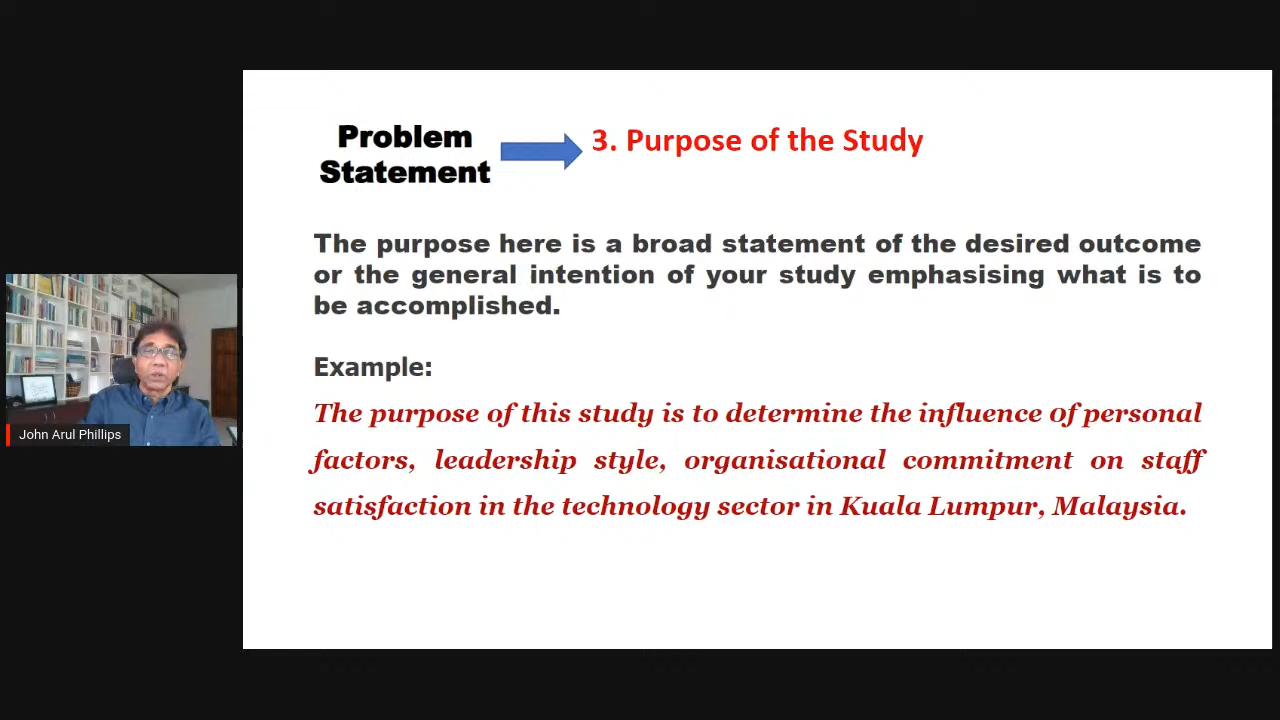 Problem
Statement
3. Purpose of the Study
The purpose here is a broad statement of the desired outcome
or the general intention of your study emphasising what is to
be accomplished.
Example:
The purpose of this study is to determine the influence 0f personal
factors, leadership style, organisational commitment on staff
satisfaction in the technology sector in Kuala Lumpur, Malaysia.
John Arul Phillips